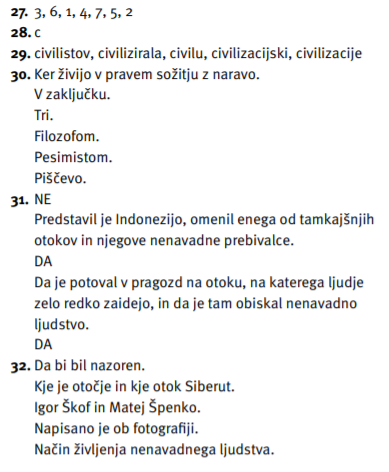 27. 3, 6, 1, 4, 7, 5, 2
28. c
29. civilistov, civilizirala, civilu, civilizacijski, civilizacije
30. Ker živijo v pravem sožitju z naravo.
V zaključku.
Tri.
Filozofom.
Pesimistom.
Piščevo.
31. NE
Predstavil je Indonezijo, omenil enega od tamkajšnjih
otokov in njegove nenavadne prebivalce.
DA
Da je potoval v pragozd na otoku, na katerega ljudje
zelo redko zaidejo, in da je tam obiskal nenavadno
ljudstvo.
DA
32. Da bi bil nazoren.
Kje je otočje in kje otok Siberut.
Igor Škof in Matej Špenko.
Napisano je ob fotografiji.
Način življenja nenavadnega ljudstva.